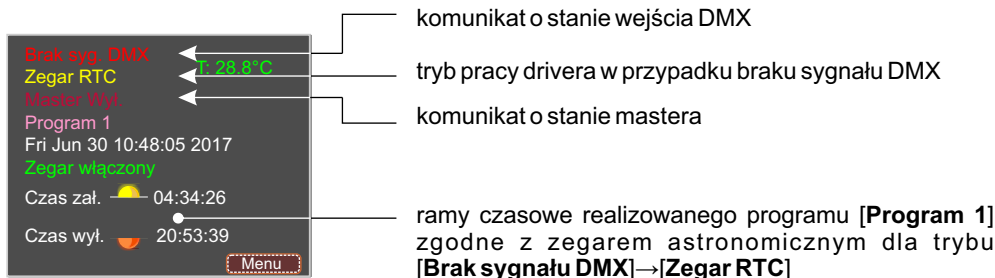 Brak syg. DMX
T: 28.8°C
Zegar RTC
Master Wył.
Program 1
Fri Jun 30 10:48:05 2017
Zegar włączony
Czas zał. 04:34:26
Czas wył. 20:53:39
Menu
komunikat o stanie wejścia DMX
tryb pracy drivera w przypadku braku sygnału DMX
komunikat o stanie mastera
ramy czasowe realizowanego programu [Program 1]
zgodne z zegarem astronomicznym dla trybu
[Brak sygnału DMX]→[Zegar RTC]